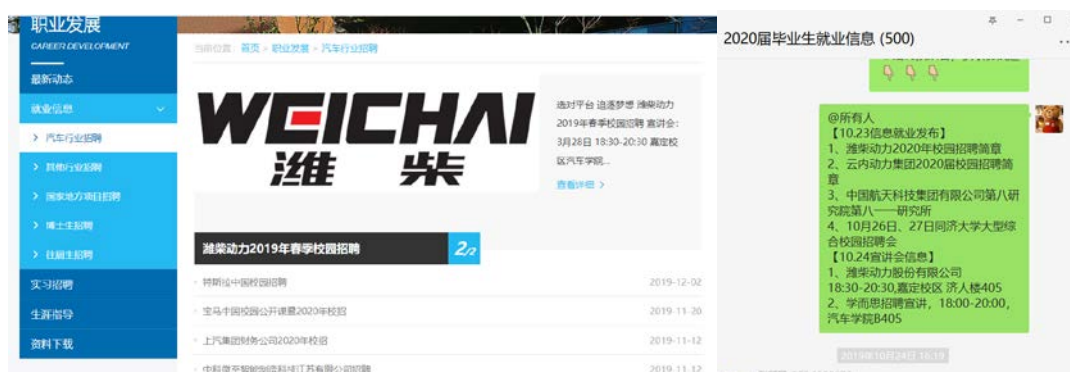 职业发展
CAREER DEVELOPMENT
最新动态
就业信息
汽车行业招聘
其他行业招聘
国家地方项目招聘
博士生招聘
往届生招聘
实习招聘
生涯指导
资料下载
当前位置：首页 > 职业发展 > 汽车行业招聘
WEICHAI
潍柴
选对平台 追逐梦想 潍柴动力
2019年春季校园招聘 宣讲会：
3月28日 18:30-20:30 嘉定校
区汽车学院...
查看详细 >
潍柴动力2019年春季校园招聘
2/2
特斯拉中国校园招聘 2019-12-02
宝马中国校园公开课暨2020年校招 2019-11-20
上汽集团财务公司2020年校招 2019-11-12
2019-11-12
2020届毕业生就业信息 (500)
@所有人
【10.23信息就业发布】
1、潍柴动力2020年校园招聘简章
2、云内动力集团2020届校园招聘简
章
3、中国航天科技集团有限公司第八研
究院第八一一研究所
4、10月26日、27日同济大学大型综
合校园招聘会
【10.24宣讲会信息】
1、潍柴动力股份有限公司
18:30-20:30,嘉定校区 济人楼405
2、学而思招聘宣讲，18:00-20:00，
汽车学院B405
2019年10月24日 16:19